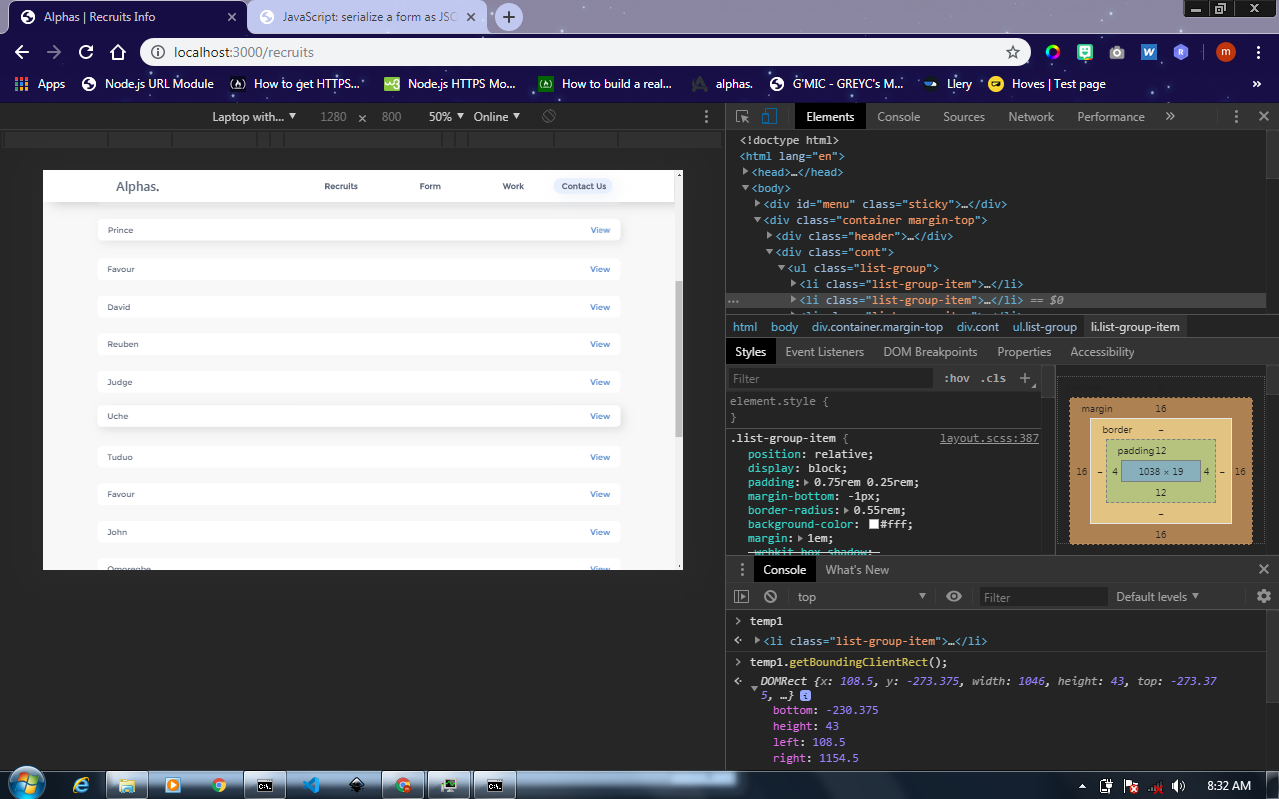 Alphas | Recruits Info
JavaScript: serialize a form as JSO
localhost:3000/recruits
W
R
m
Apps
Node.js URL Module
How to get HTTPS...
Node.js HTTPS Mo...
How to build a real...
alphas.
G'MIC - GREYC's M...
Llery
Hoves | Test page
Laptop with... 1280 × 800 50% Online
Elements Console Sources Network Performance
Alphas. Recruits Form Work Contact Us
Prince View
Favour View
David View
Reuben View
Judge View
Uche View
Tuduo View
Favour View
John View
Omoregbe View
<!doctype html>
<html lang="en">
<head>…</head>
<body>
<div id="menu" class="sticky">…</div>
<div class="container margin-top">
<div class="header">…</div>
<div class="cont">
<ul class="list-group">
<li class="list-group-item">…</li>
<li class="list-group-item">…</li> == $0
<li class="list-group-item">…</li>
html body div.container.margin-top div.cont ul.list-group li.list-group-item
Styles Event Listeners DOM Breakpoints Properties Accessibility
Filter :hov .cls +
element.style {
}
.list-group-item { layout.scss:387
position: relative;
display: block;
padding: 0.75rem 0.25rem;
margin-bottom: -1px;
border-radius: 0.55rem;
background-color: #fff;
margin: 1em;
-webkit-box-shadow:
margin 16
border –
padding 12
16 – 4 1038 × 19 4 – 16
12
–
16
Console What's New
top Filter Default levels
> temp1
<li class="list-group-item">…</li>
> temp1.getBoundingClientRect();
DOMRect {x: 108.5, y: -273.375, width: 1046, height: 43, top: -273.37
5, …} i
bottom: -230.375
height: 43
left: 108.5
right: 1154.5
8:32 AM